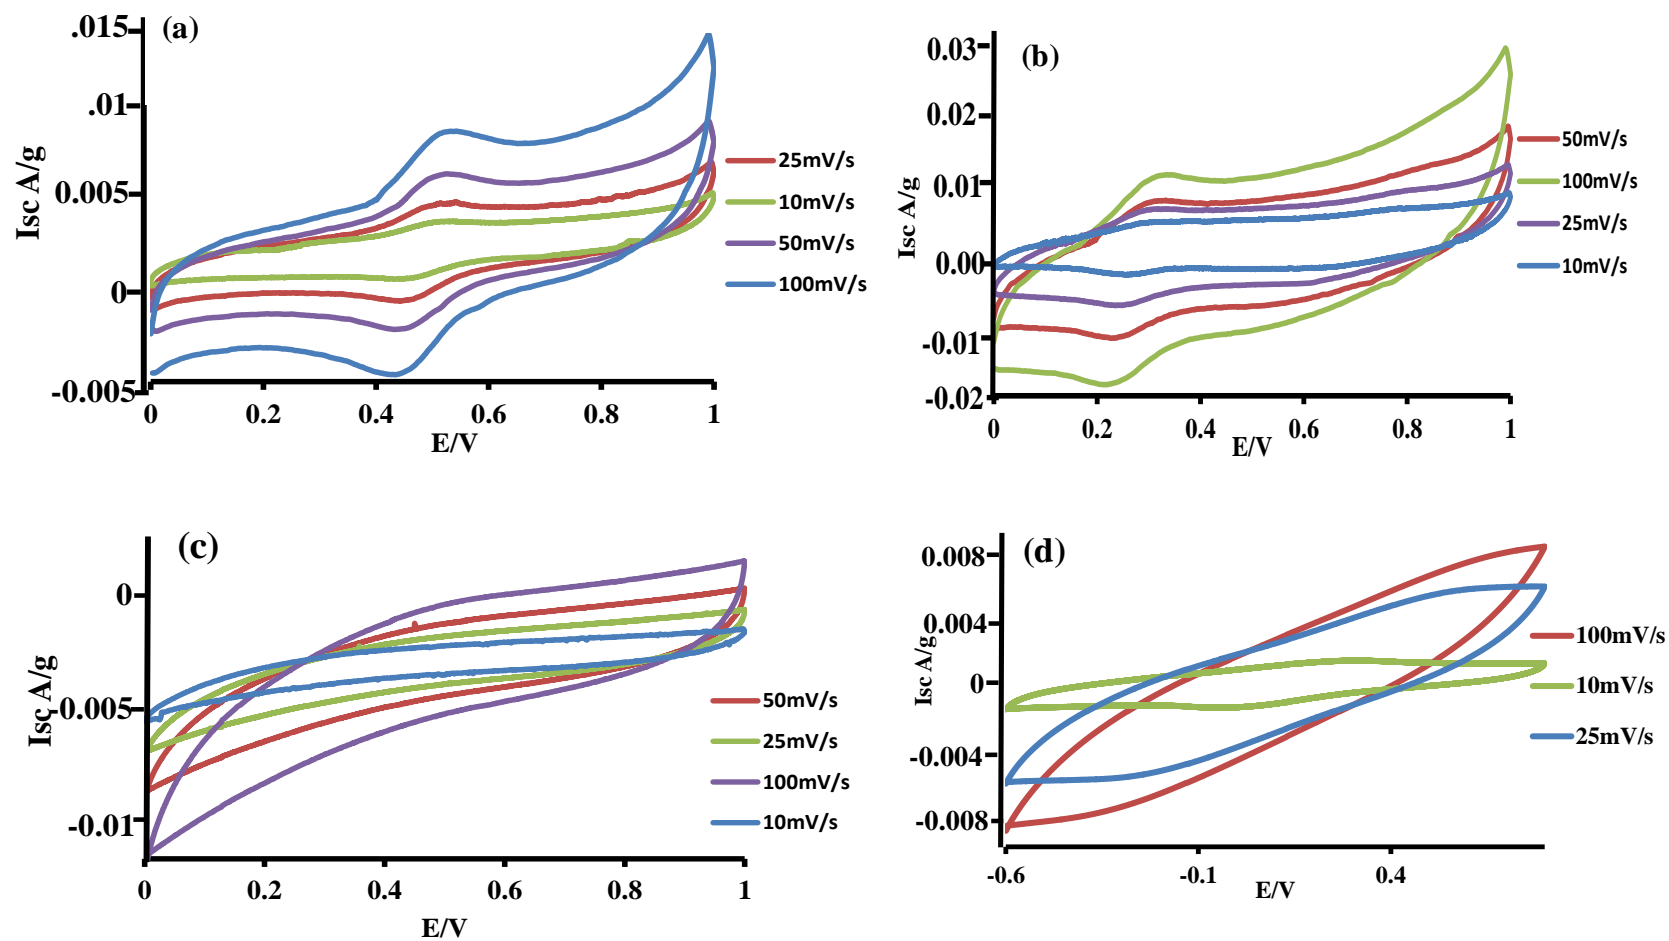 (a)
.015
.01
0.005
0
-0.005
Isc A/g
0 0.2 0.4 0.6 0.8 1
E/V
25mV/s
10mV/s
50mV/s
100mV/s
(b)
0.03
0.02
0.01
0.00
-0.01
-0.02
Isc A/g
0 0.2 0.4 0.6 0.8 1
E/V
50mV/s
100mV/s
25mV/s
10mV/s
(c)
0
-0.005
-0.01
Isc A/g
0 0.2 0.4 0.6 0.8 1
E/V
50mV/s
25mV/s
100mV/s
10mV/s
(d)
0.008
0.004
0
-0.004
-0.008
Isc A/g
-0.6 -0.1 0.4
E/V
100mV/s
10mV/s
25mV/s